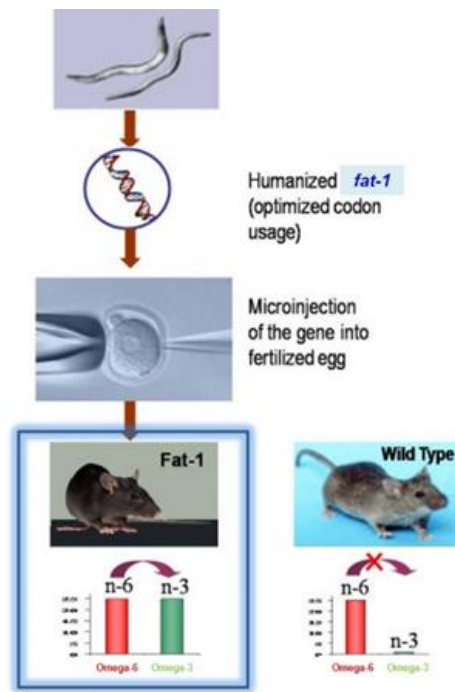 Humanized fat-1
(optimized codon
usage)
Microinjection
of the gene into
fertilized egg
Fat-1
Wild Type
n-6
n-3
n-6
n-3
Omega-6
Omega-3
Omega-6
Omega-3